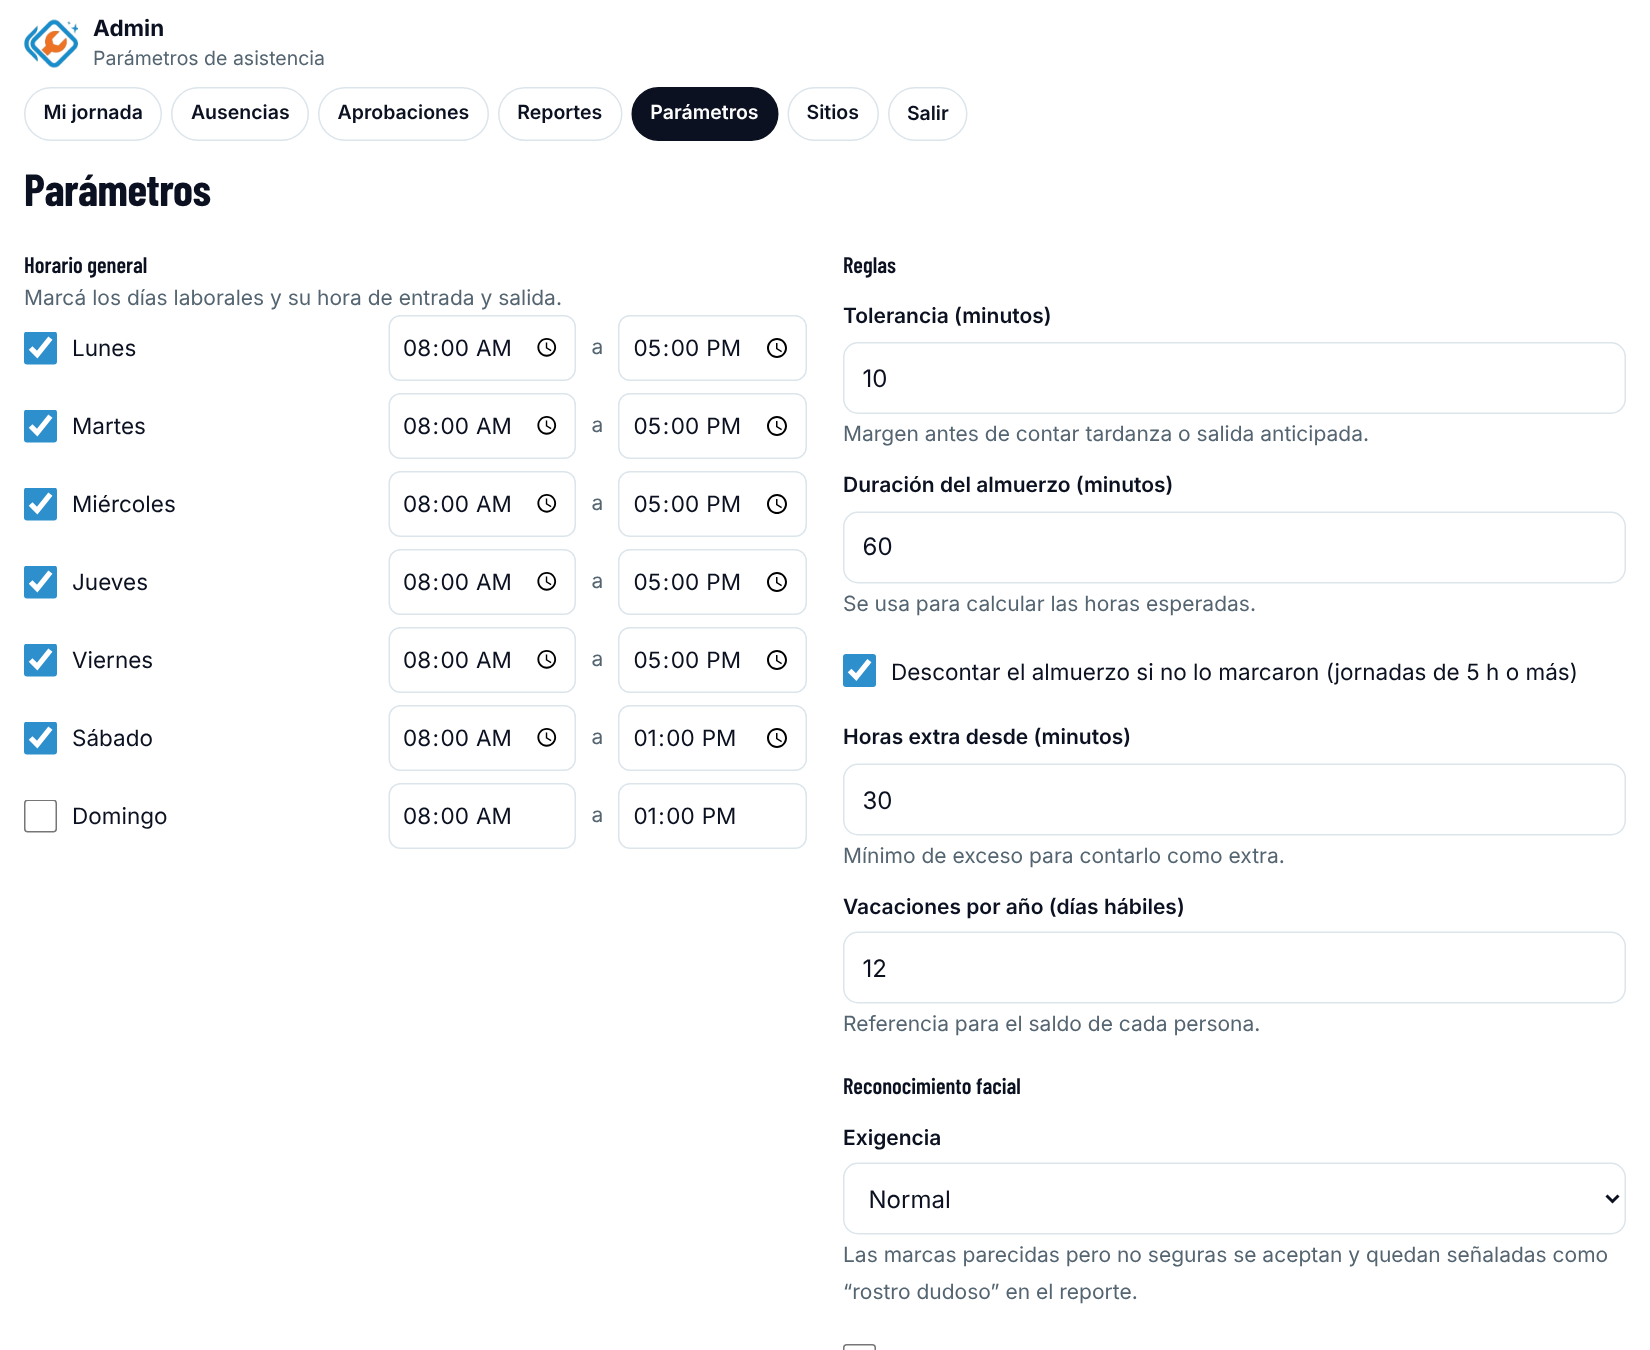 Admin
Parámetros de asistencia
Mi jornada
Ausencias
Aprobaciones
Reportes
Parámetros
Sitios
Salir
Parámetros
Horario general
Marcá los días laborales y su hora de entrada y salida.
Lunes 08:00 AM a 05:00 PM
Martes 08:00 AM a 05:00 PM
Miércoles 08:00 AM a 05:00 PM
Jueves 08:00 AM a 05:00 PM
Viernes 08:00 AM a 05:00 PM
Sábado 08:00 AM a 01:00 PM
Domingo 08:00 AM a 01:00 PM
Reglas
Tolerancia (minutos)
10
Margen antes de contar tardanza o salida anticipada.
Duración del almuerzo (minutos)
60
Se usa para calcular las horas esperadas.
Descontar el almuerzo si no lo marcaron (jornadas de 5 h o más)
Horas extra desde (minutos)
30
Mínimo de exceso para contarlo como extra.
Vacaciones por año (días hábiles)
12
Referencia para el saldo de cada persona.
Reconocimiento facial
Exigencia
Normal
Las marcas parecidas pero no seguras se aceptan y quedan señaladas como
“rostro dudoso” en el reporte.